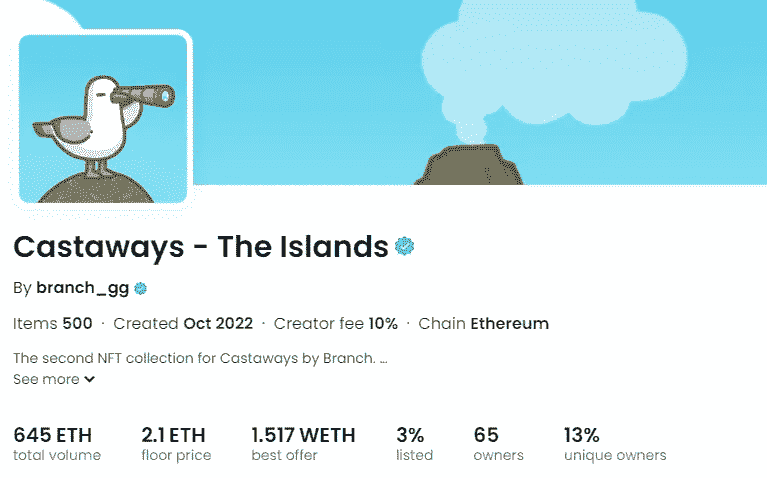 Castaways - The Islands
By branch_gg
Items 500 · Created Oct 2022 · Creator fee 10% · Chain Ethereum
The second NFT collection for Castaways by Branch. ...
See more
645 ETH 2.1 ETH 1.517 WETH 3% 65 13%
total volume floor price best offer listed owners unique owners